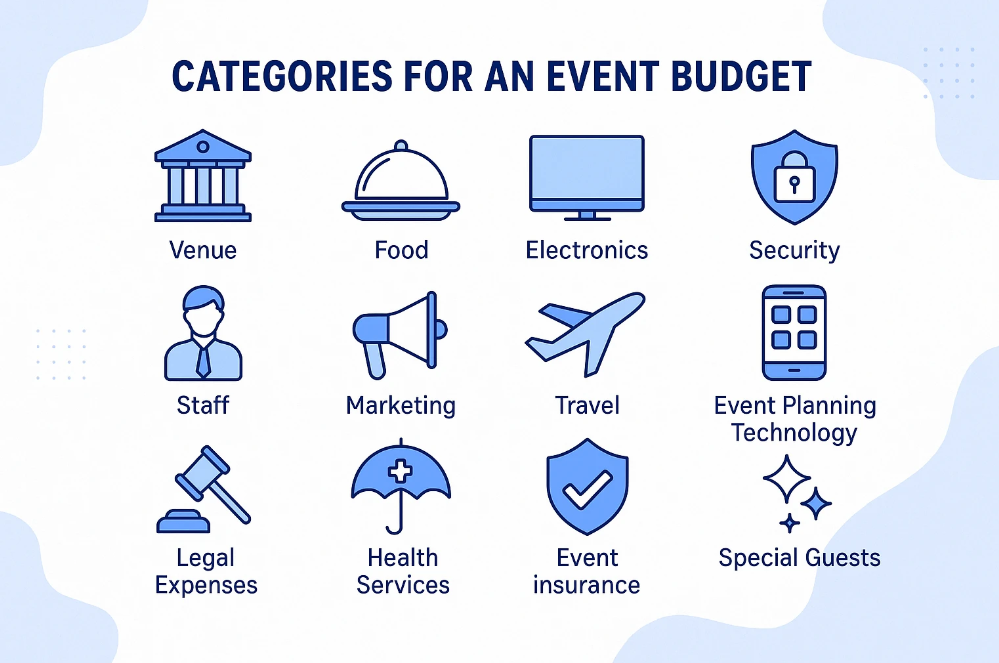 CATEGORIES FOR AN EVENT BUDGET
Venue
Food
Electronics
Security
Staff
Marketing
Travel
Event Planning
Technology
Legal
Expenses
Health
Services
Event
insurance
Special Guests